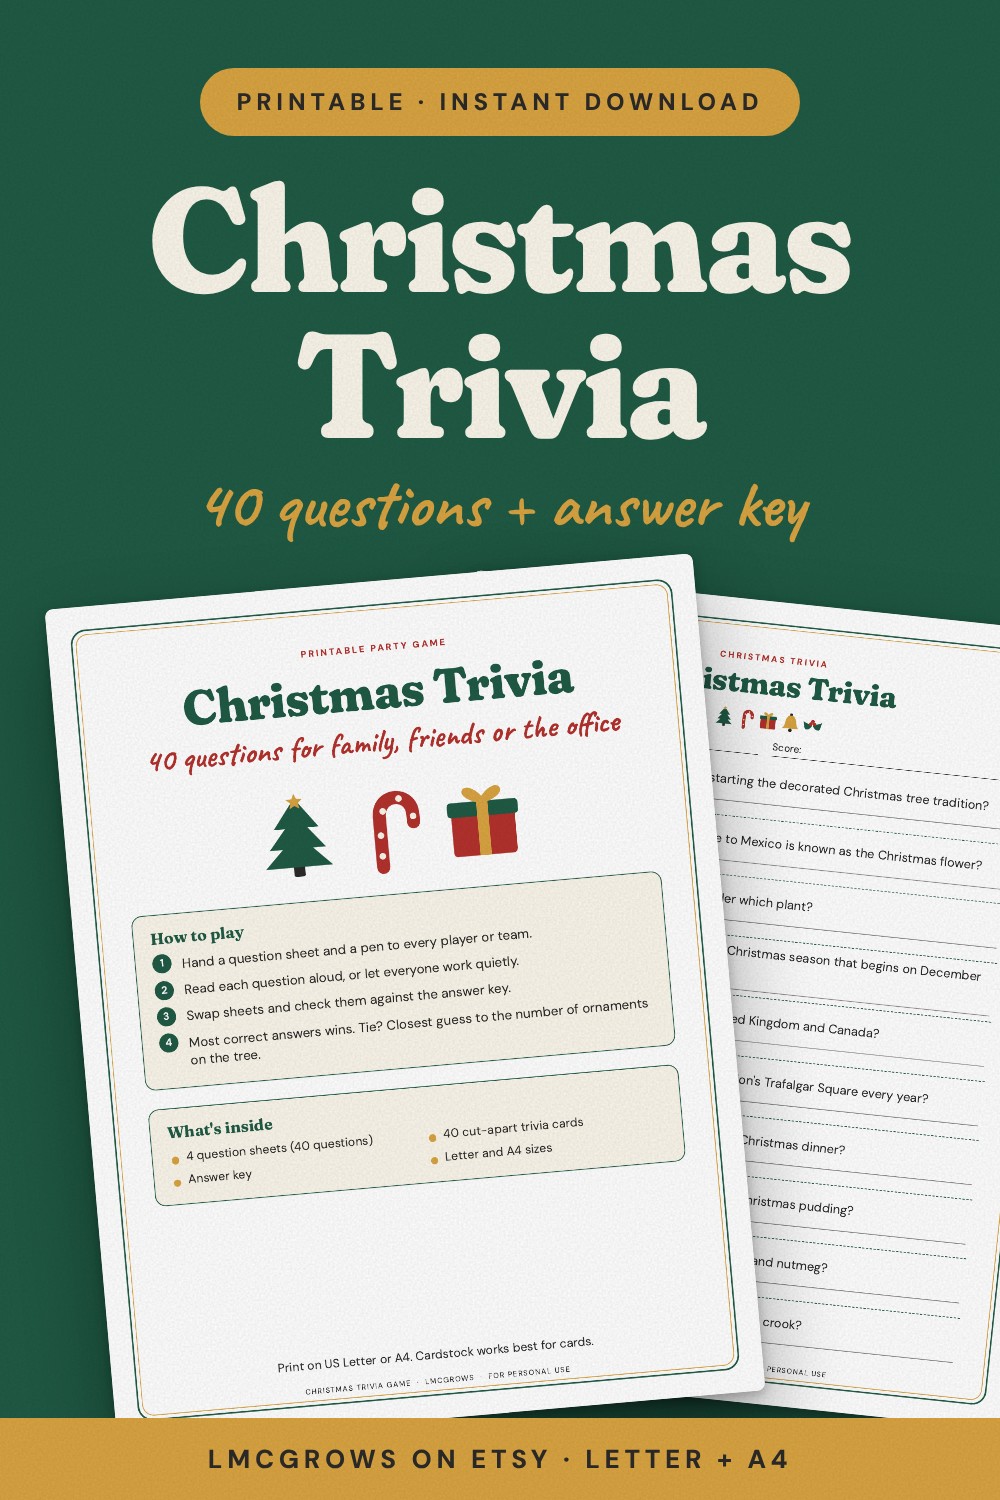 PRINTABLE · INSTANT DOWNLOAD
Christmas
Trivia
40 questions + answer key
PRINTABLE PARTY GAME
Christmas Trivia
40 questions for family, friends or the office
How to play
1 Hand a question sheet and a pen to every player or team.
2 Read each question aloud, or let everyone work quietly.
3 Swap sheets and check them against the answer key.
4 Most correct answers wins. Tie? Closest guess to the number of ornaments
on the tree.
What's inside
4 question sheets (40 questions)
Answer key
40 cut-apart trivia cards
Letter and A4 sizes
Print on US Letter or A4. Cardstock works best for cards.
CHRISTMAS TRIVIA GAME · LMCGROWS · FOR PERSONAL USE
CHRISTMAS TRIVIA
istmas Trivia
Score:
starting the decorated Christmas tree tradition?
e to Mexico is known as the Christmas flower?
er which plant?
Christmas season that begins on December
ed Kingdom and Canada?
on's Trafalgar Square every year?
Christmas dinner?
hristmas pudding?
and nutmeg?
crook?
PERSONAL USE
LMCGROWS ON ETSY · LETTER + A4